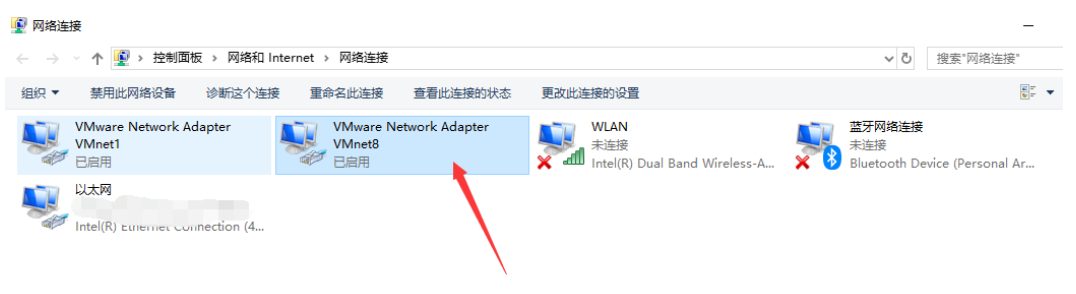 网络连接
控制面板 › 网络和 Internet › 网络连接
搜索"网络连接"
组织 禁用此网络设备 诊断这个连接 重命名此连接 查看此连接的状态 更改此连接的设置
VMware Network Adapter
VMnet1
已启用
VMware Network Adapter
VMnet8
已启用
WLAN
未连接
Intel(R) Dual Band Wireless-A...
蓝牙网络连接
未连接
Bluetooth Device (Personal Ar...
以太网
Intel(R) Ethernet Connection (4...